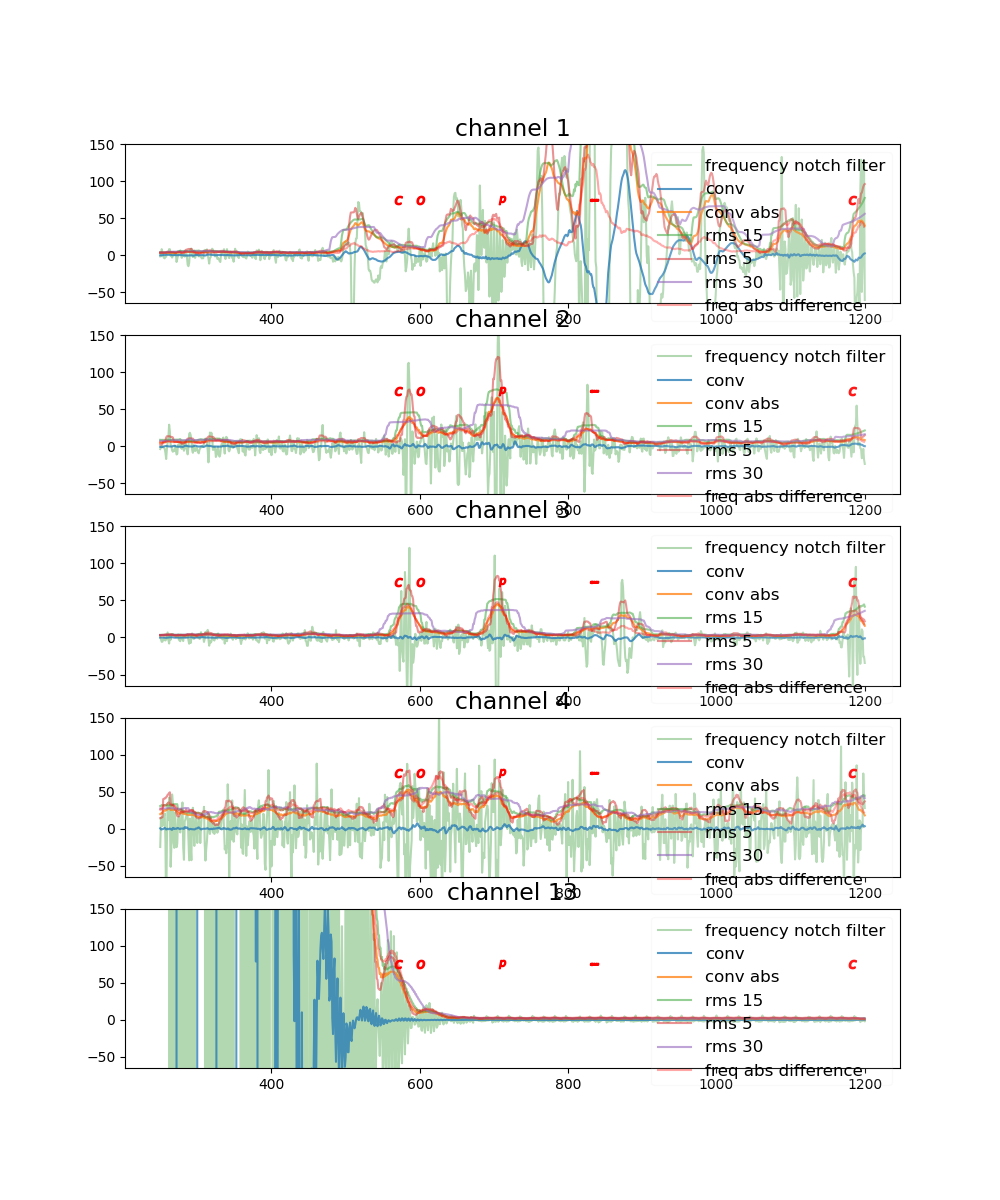 channel 1
150
100
50
0
−50
c o p – c
frequency notch filter
conv
conv abs
rms 15
rms 5
rms 30
freq abs difference
400 600 800 1000 1200
channel 2
150
100
50
0
−50
c o p – c
frequency notch filter
conv
conv abs
rms 15
rms 5
rms 30
freq abs difference
400 600 800 1000 1200
channel 3
150
100
50
0
−50
c o p – c
frequency notch filter
conv
conv abs
rms 15
rms 5
rms 30
freq abs difference
400 600 800 1000 1200
channel 4
150
100
50
0
−50
c o p – c
frequency notch filter
conv
conv abs
rms 15
rms 5
rms 30
freq abs difference
400 600 800 1000 1200
channel 13
150
100
50
0
−50
c o p – c
frequency notch filter
conv
conv abs
rms 15
rms 5
rms 30
freq abs difference
400 600 800 1000 1200